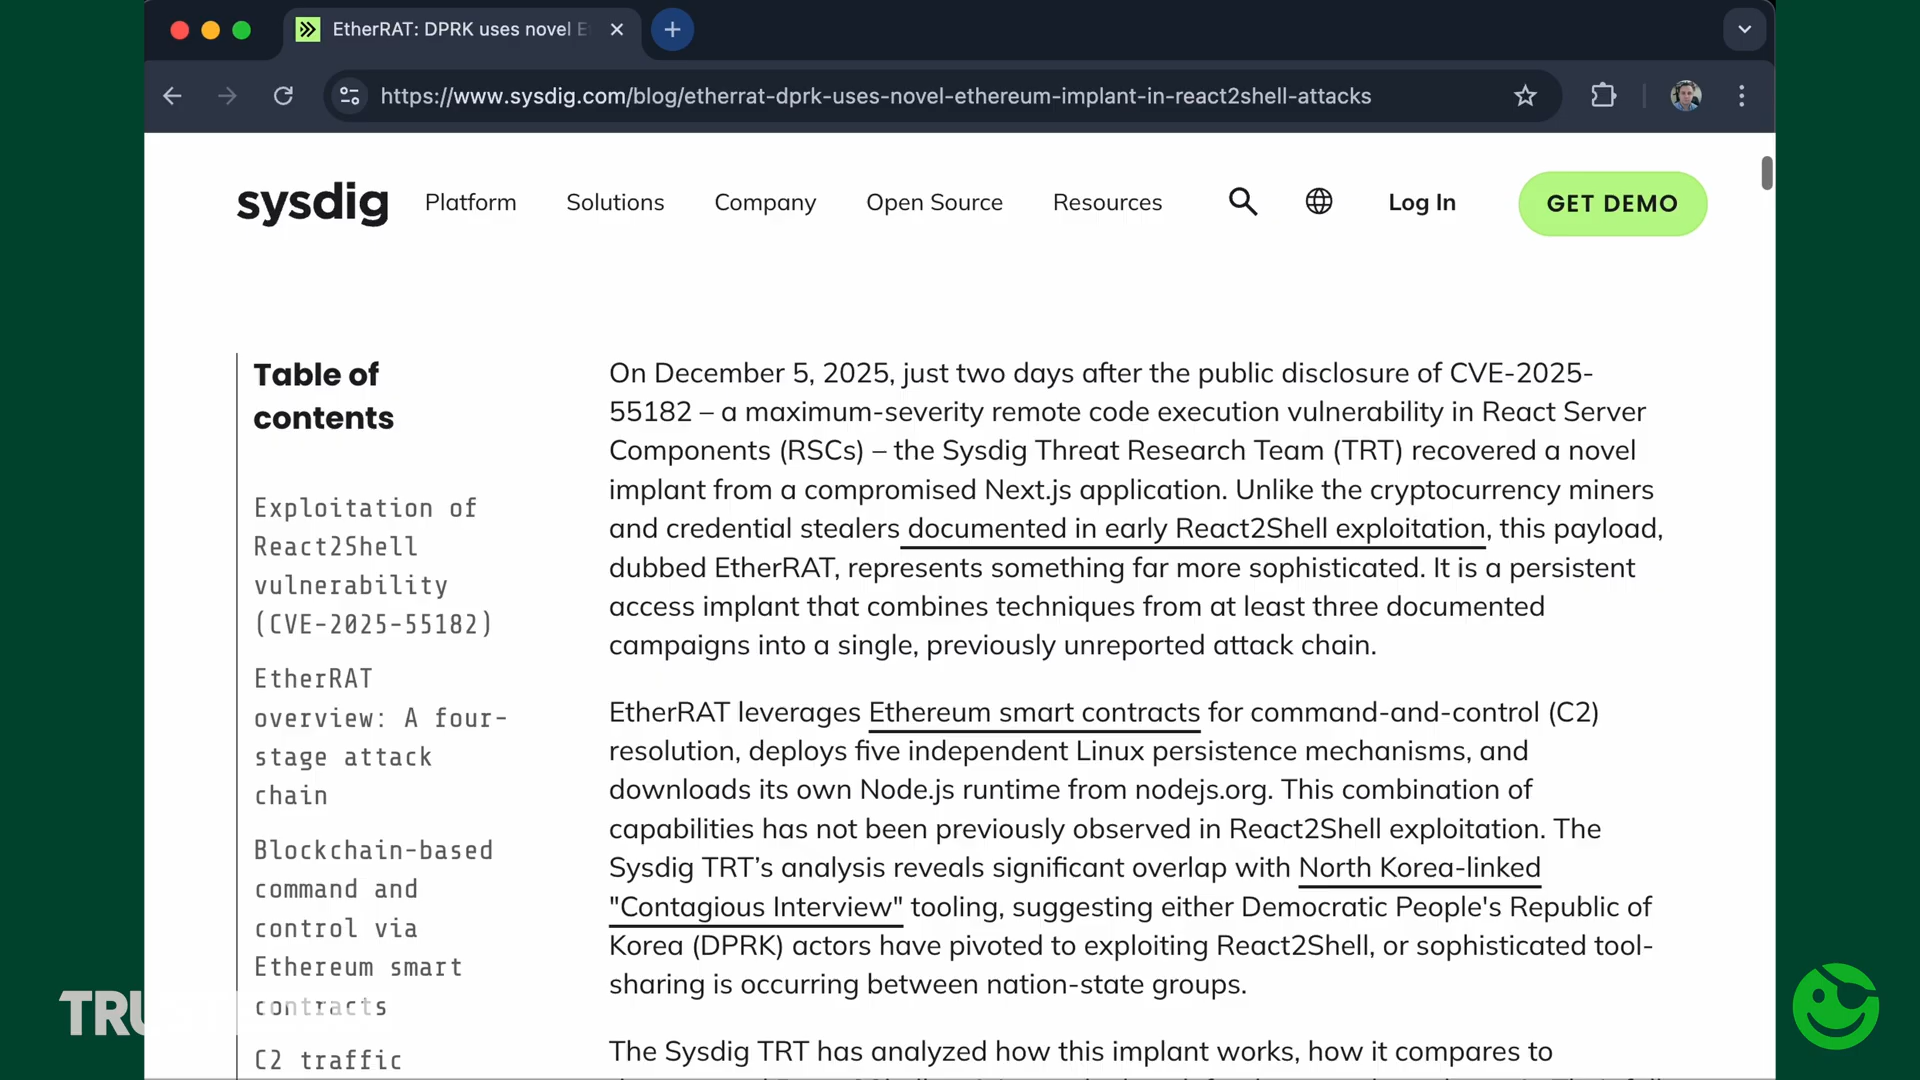 EtherRAT: DPRK uses novel E
https://www.sysdig.com/blog/etherrat-dprk-uses-novel-ethereum-implant-in-react2shell-attacks
sysdig
Platform
Solutions
Company
Open Source
Resources
Log In
GET DEMO
Table of
contents
Exploitation of
React2Shell
vulnerability
(CVE-2025-55182)
EtherRAT
overview: A four-
stage attack
chain
Blockchain-based
command and
control via
Ethereum smart
contracts
C2 traffic
On December 5, 2025, just two days after the public disclosure of CVE-2025-
55182 – a maximum-severity remote code execution vulnerability in React Server
Components (RSCs) – the Sysdig Threat Research Team (TRT) recovered a novel
implant from a compromised Next.js application. Unlike the cryptocurrency miners
and credential stealers documented in early React2Shell exploitation, this payload,
dubbed EtherRAT, represents something far more sophisticated. It is a persistent
access implant that combines techniques from at least three documented
campaigns into a single, previously unreported attack chain.
EtherRAT leverages Ethereum smart contracts for command-and-control (C2)
resolution, deploys five independent Linux persistence mechanisms, and
downloads its own Node.js runtime from nodejs.org. This combination of
capabilities has not been previously observed in React2Shell exploitation. The
Sysdig TRT's analysis reveals significant overlap with North Korea-linked
"Contagious Interview" tooling, suggesting either Democratic People's Republic of
Korea (DPRK) actors have pivoted to exploiting React2Shell, or sophisticated tool-
sharing is occurring between nation-state groups.
The Sysdig TRT has analyzed how this implant works, how it compares to
TRU